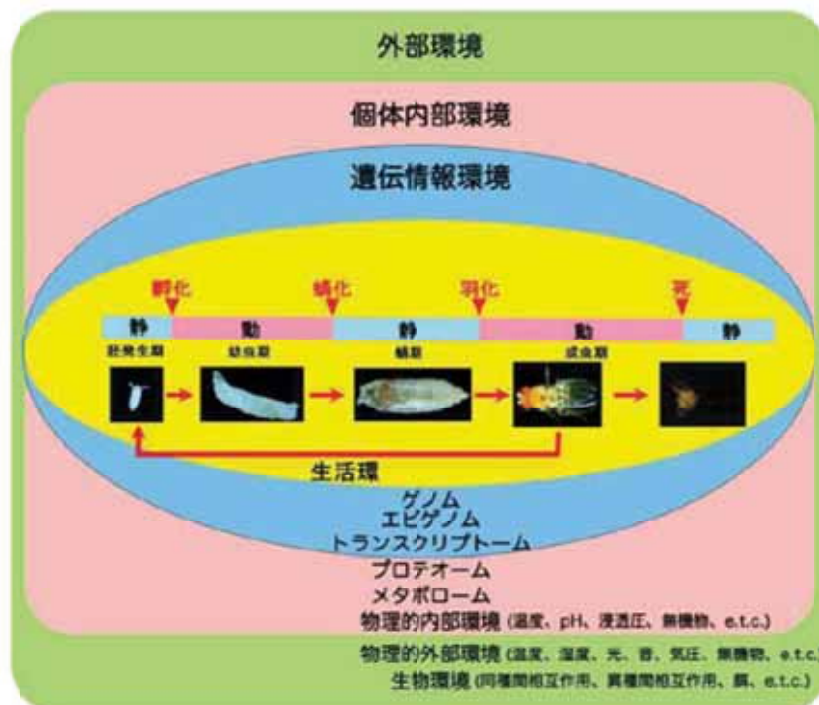 外部環境
個体内部環境
遺伝情報環境
孵化 蛹化 羽化 死
静 動 静 動 静
胚発生期 幼虫期 蛹期 成虫期
生活環
ゲノム
エピゲノム
トランスクリプトーム
プロテオーム
メタボローム
物理的内部環境 (温度、pH、浸透圧、無機物、e.t.c.)
物理的外部環境 (温度、湿度、光、音、気圧、無機物、e.t.c.)
生物環境 (同種間相互作用、異種間相互作用、餌、e.t.c.)